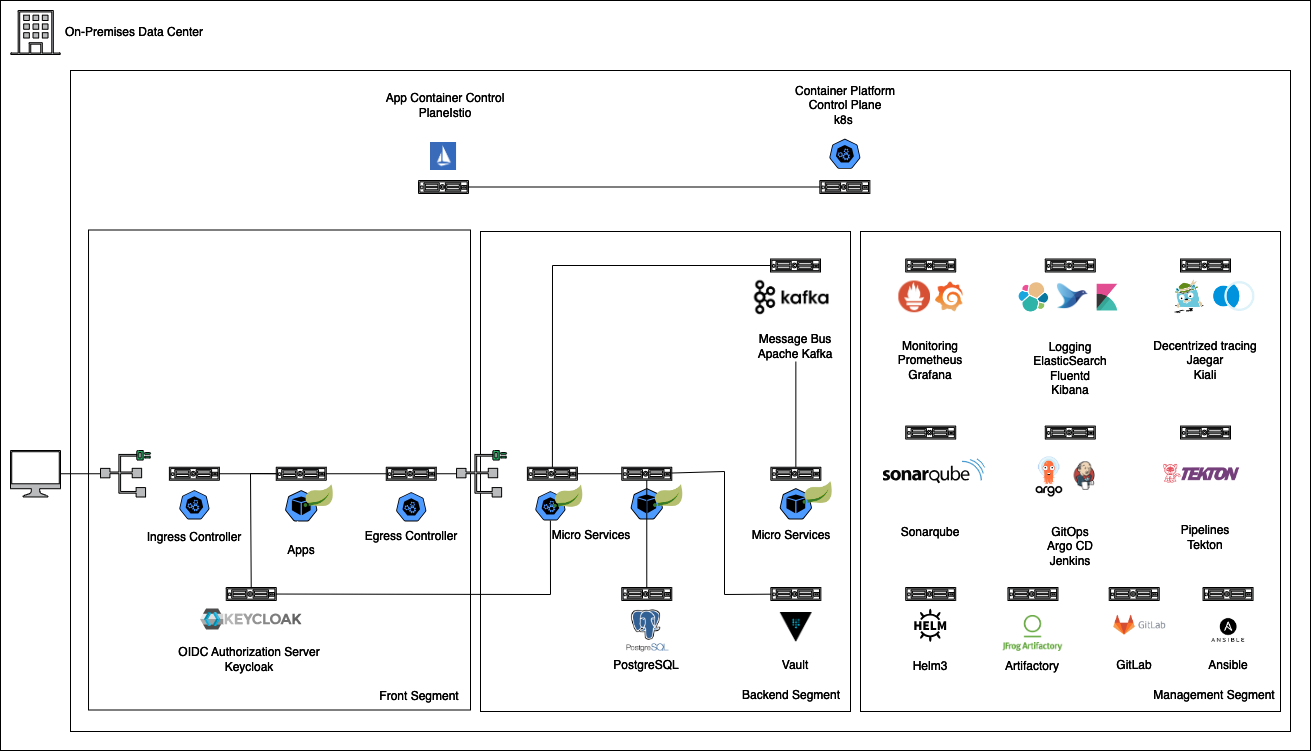 On-Premises Data Center
App Container Control
PlaneIstio
Container Platform
Control Plane
k8s
kafka
Message Bus
Apache Kafka
Monitoring
Prometheus
Grafana
Logging
ElasticSearch
Fluentd
Kibana
Decentrized tracing
Jaegar
Kiali
Ingress Controller
Apps
Egress Controller
Micro Services
Micro Services
sonarqube
Sonarqube
argo
GitOps
Argo CD
Jenkins
TEKTON
Pipelines
Tekton
KEYCLOAK
OIDC Authorization Server
Keycloak
PostgreSQL
PostgreSQL
Vault
HELM
Helm3
JFrog Artifactory
Artifactory
GitLab
GitLab
ANSIBLE
Ansible
Front Segment
Backend Segment
Management Segment